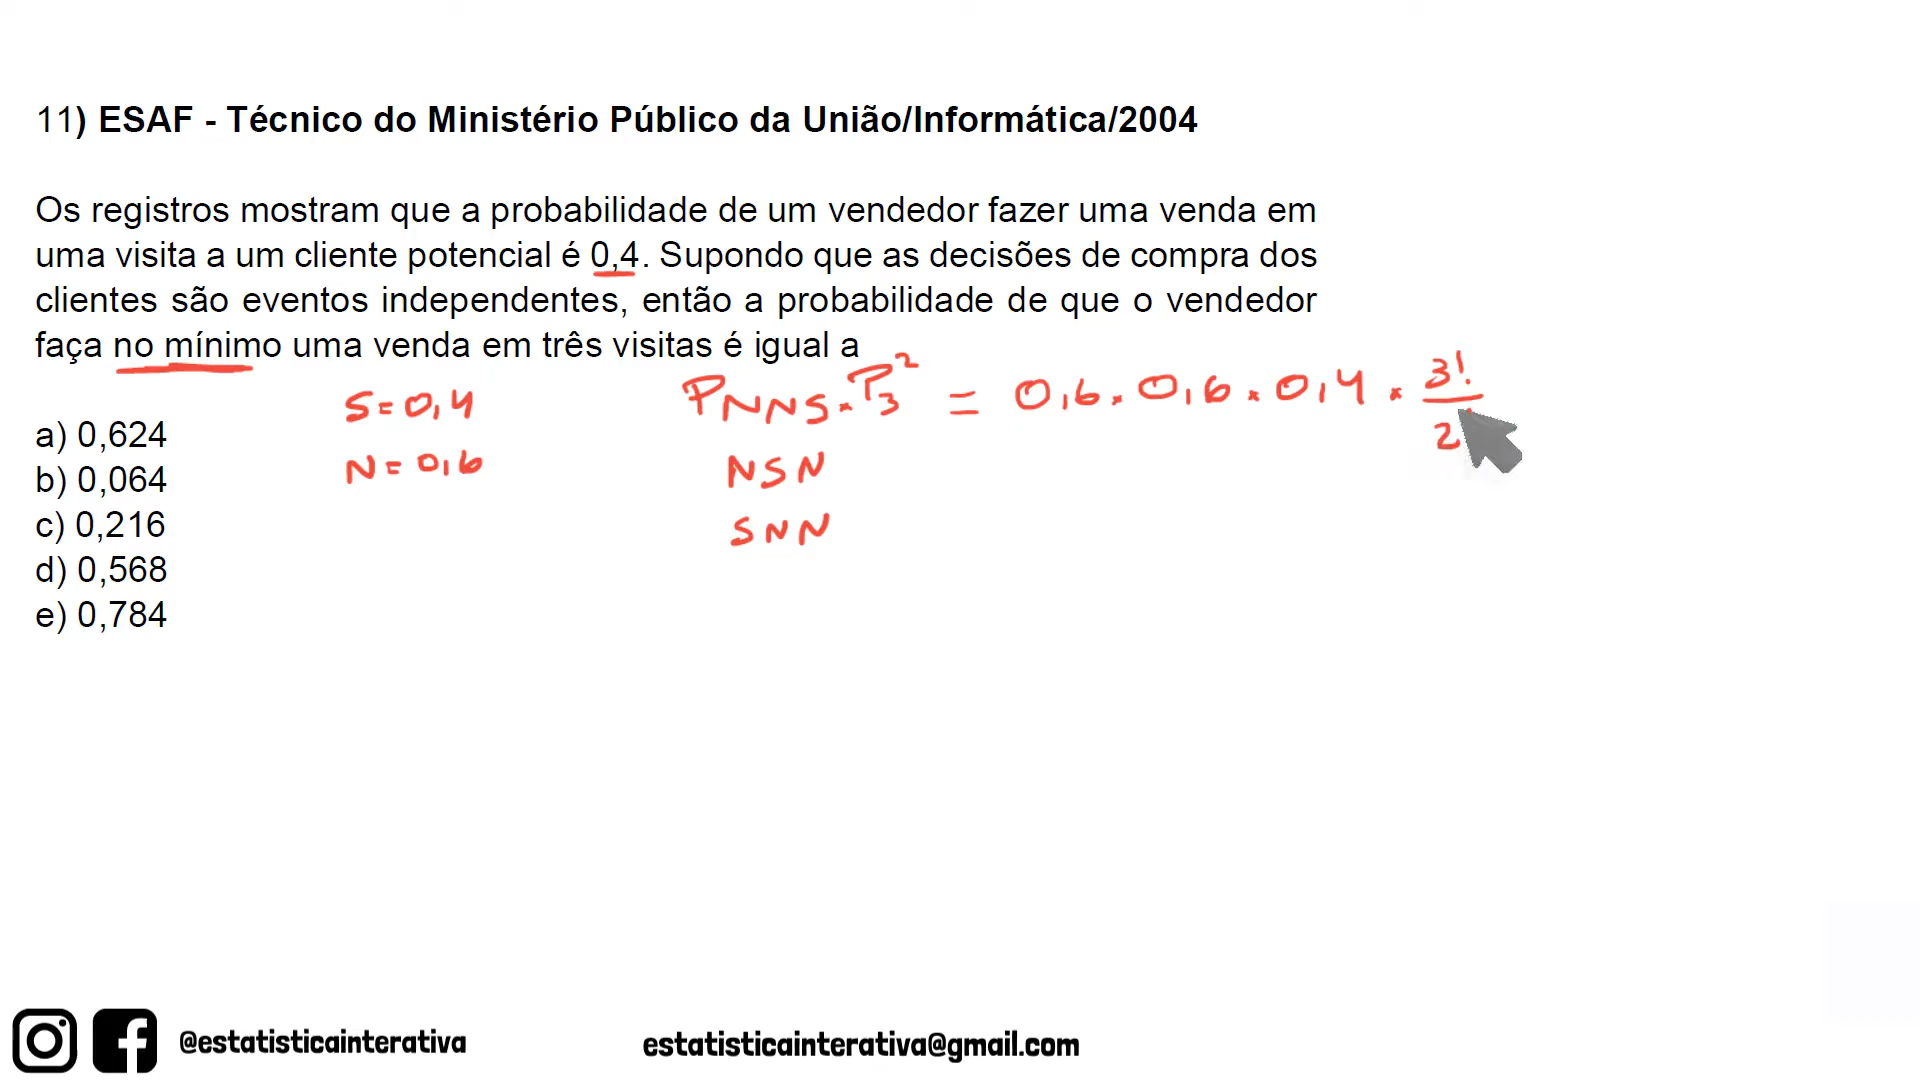 11) ESAF - Técnico do Ministério Público da União/Informática/2004
Os registros mostram que a probabilidade de um vendedor fazer uma venda em
uma visita a um cliente potencial é 0,4. Supondo que as decisões de compra dos
clientes são eventos independentes, então a probabilidade de que o vendedor
faça no mínimo uma venda em três visitas é igual a
a) 0,624
b) 0,064
c) 0,216
d) 0,568
e) 0,784
S=0,4
N=0,6
PNNS.P₃² = 0,6.0,6.0,4.3!/2
NSN
SNN
@estatisticainterativa
estatisticainterativa@gmail.com